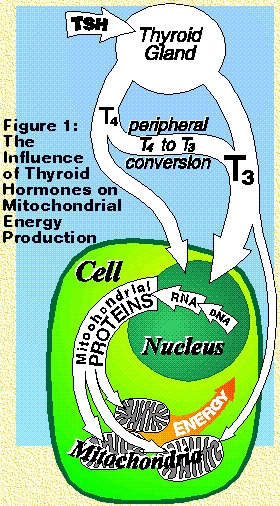 TSH
Thyroid
Gland
T4
peripheral
T4 to T3
conversion
T3
Figure 1:
The
Influence
of Thyroid
Hormones on
Mitochondrial
Energy
Production
Cell
Mitochondrial
PROTEINS
RNA
DNA
Nucleus
ENERGY
Mitochondria